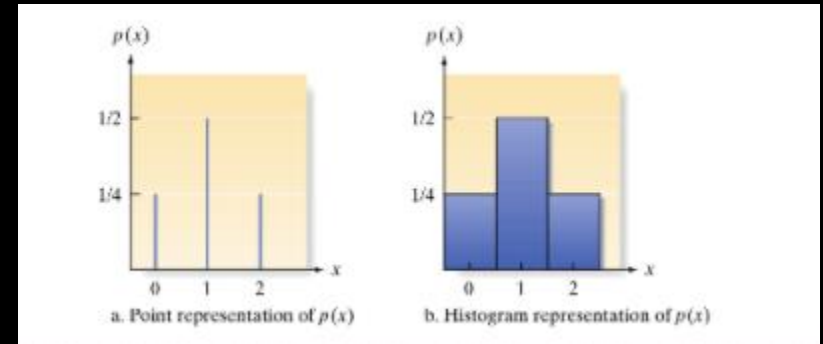 p(x)
1/2
1/4
0 1 2
x
a. Point representation of p(x)
p(x)
1/2
1/4
0 1 2
x
b. Histogram representation of p(x)